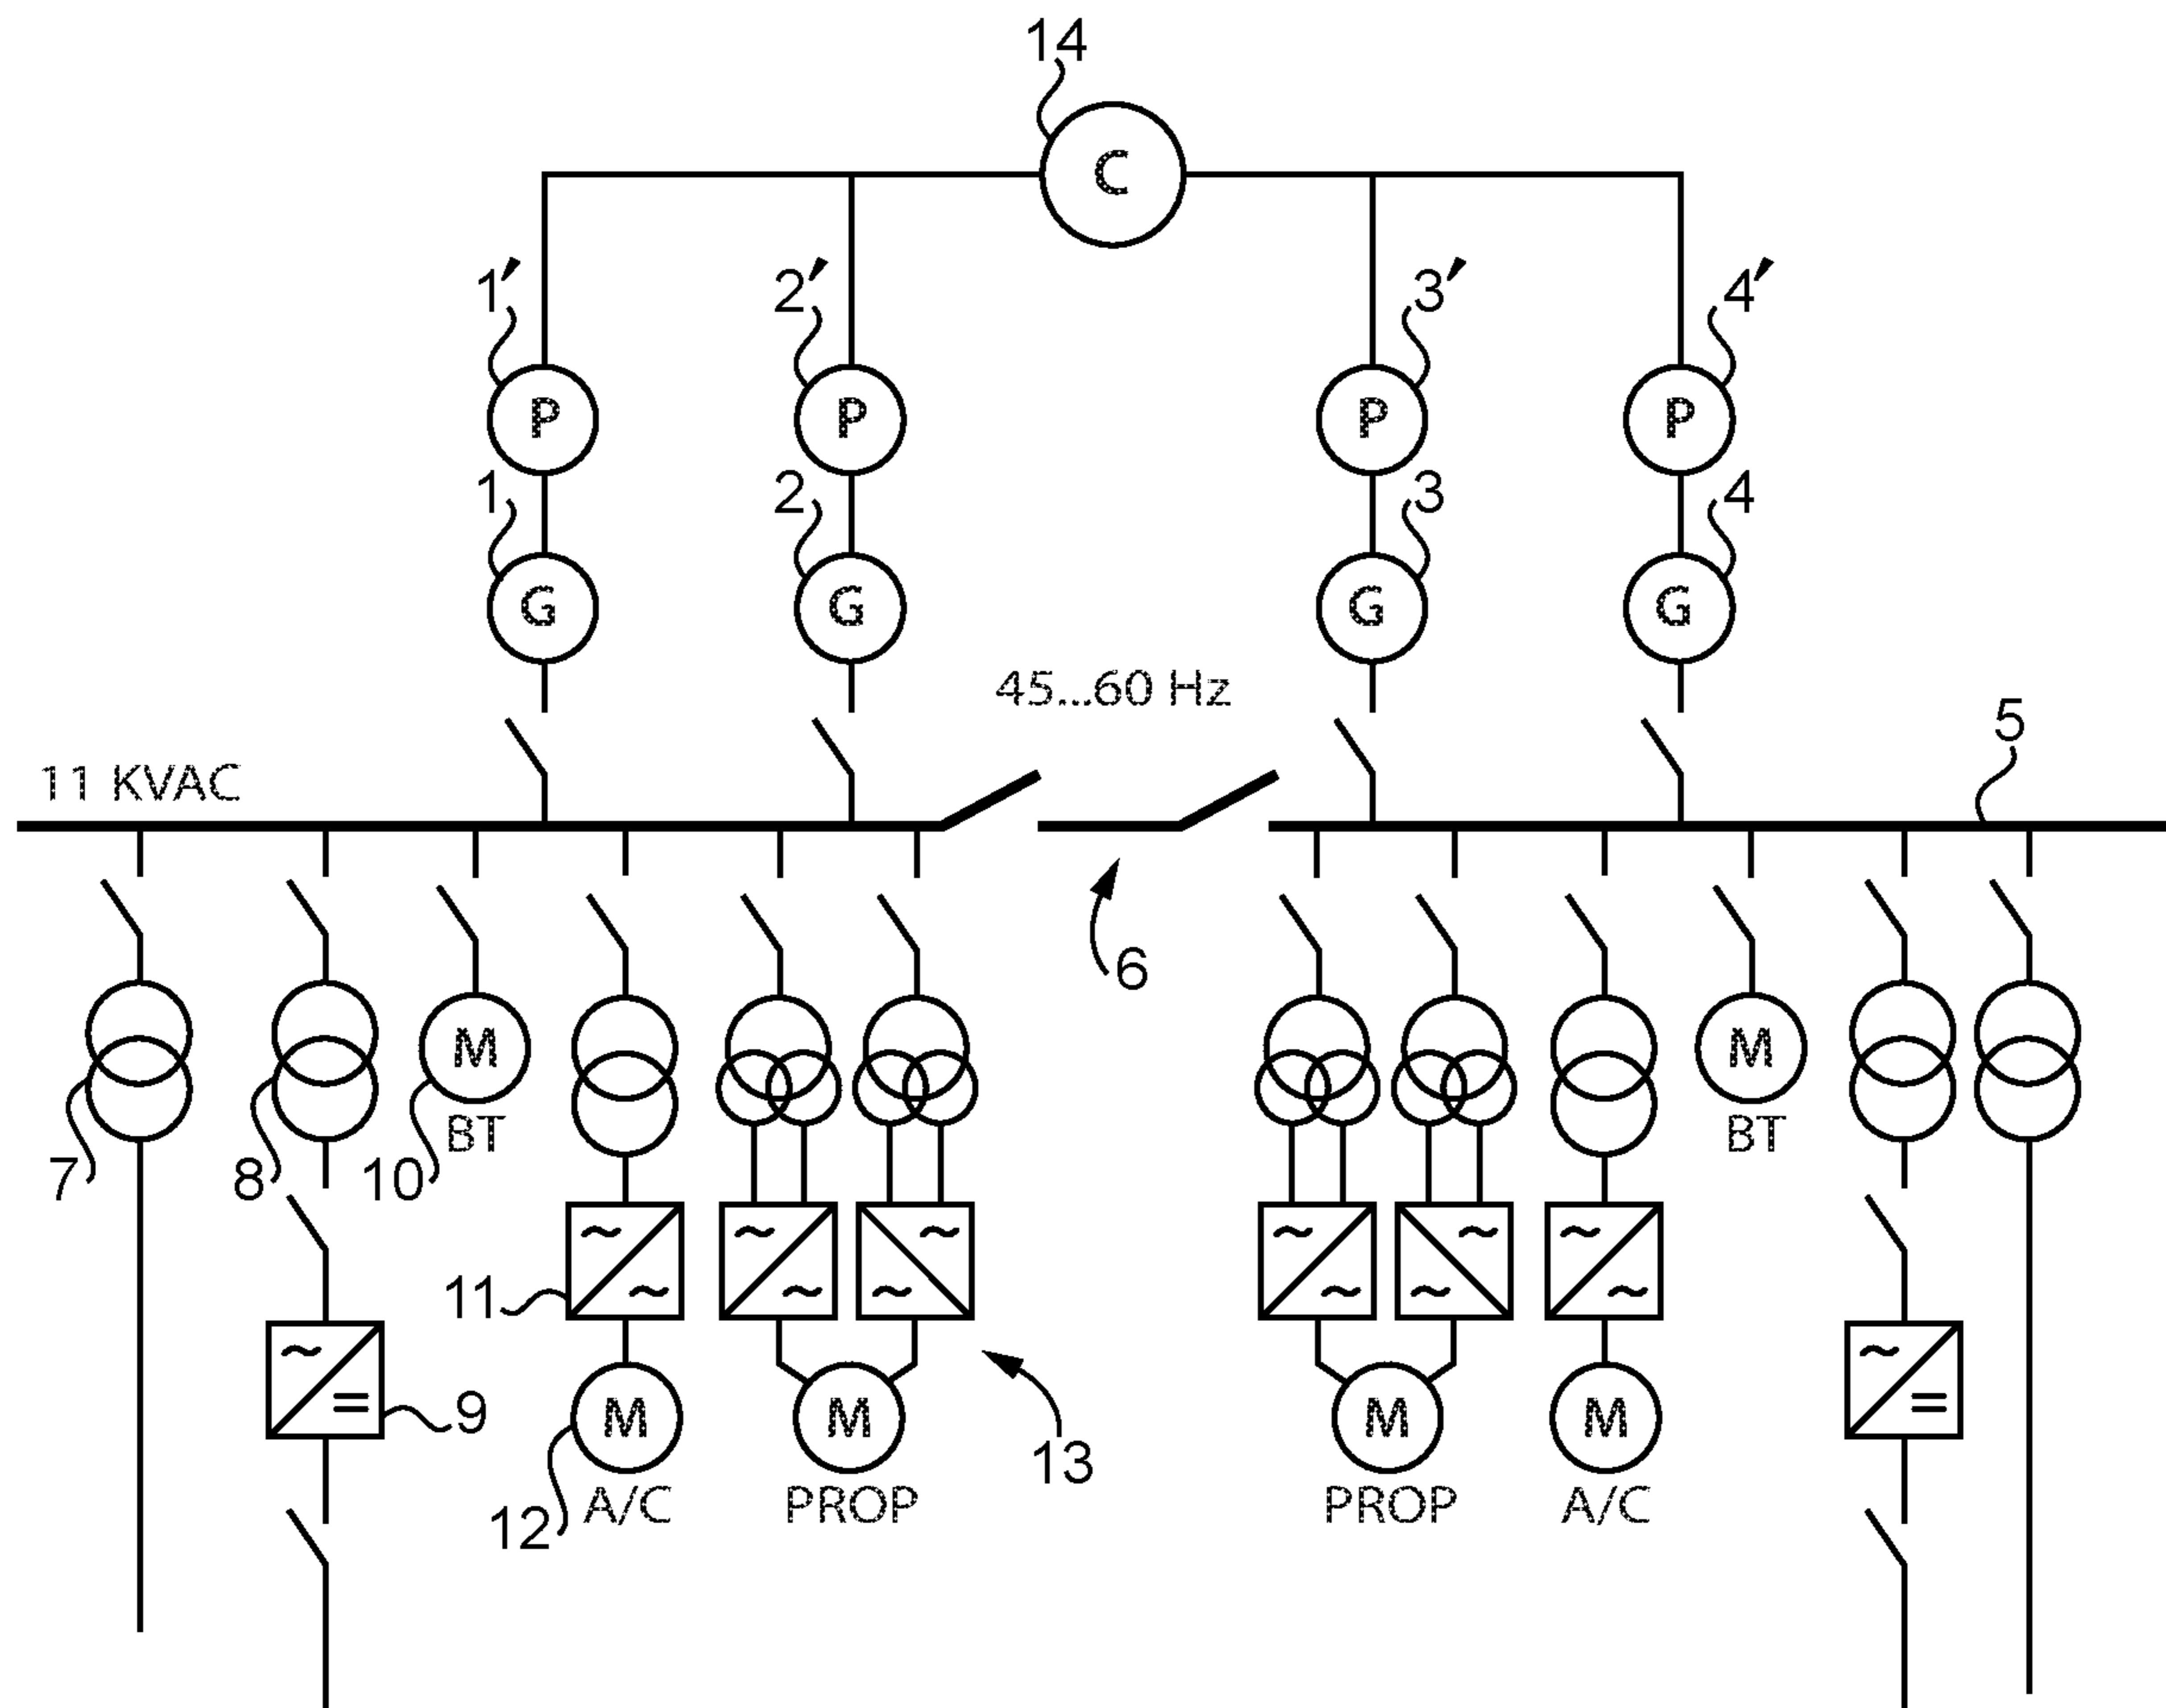 14
C
1′ 2′ 3′ 4′
P P P P
1 2 3 4
G G G G
45...60 Hz
5
11 KVAC
6
M M
BT BT
7 8 10
~ ~ ~ ~ ~ ~
11 ~ ~ ~ ~ ~ ~
~ = 9 ~ =
M M M M
13
12 A/C PROP PROP A/C